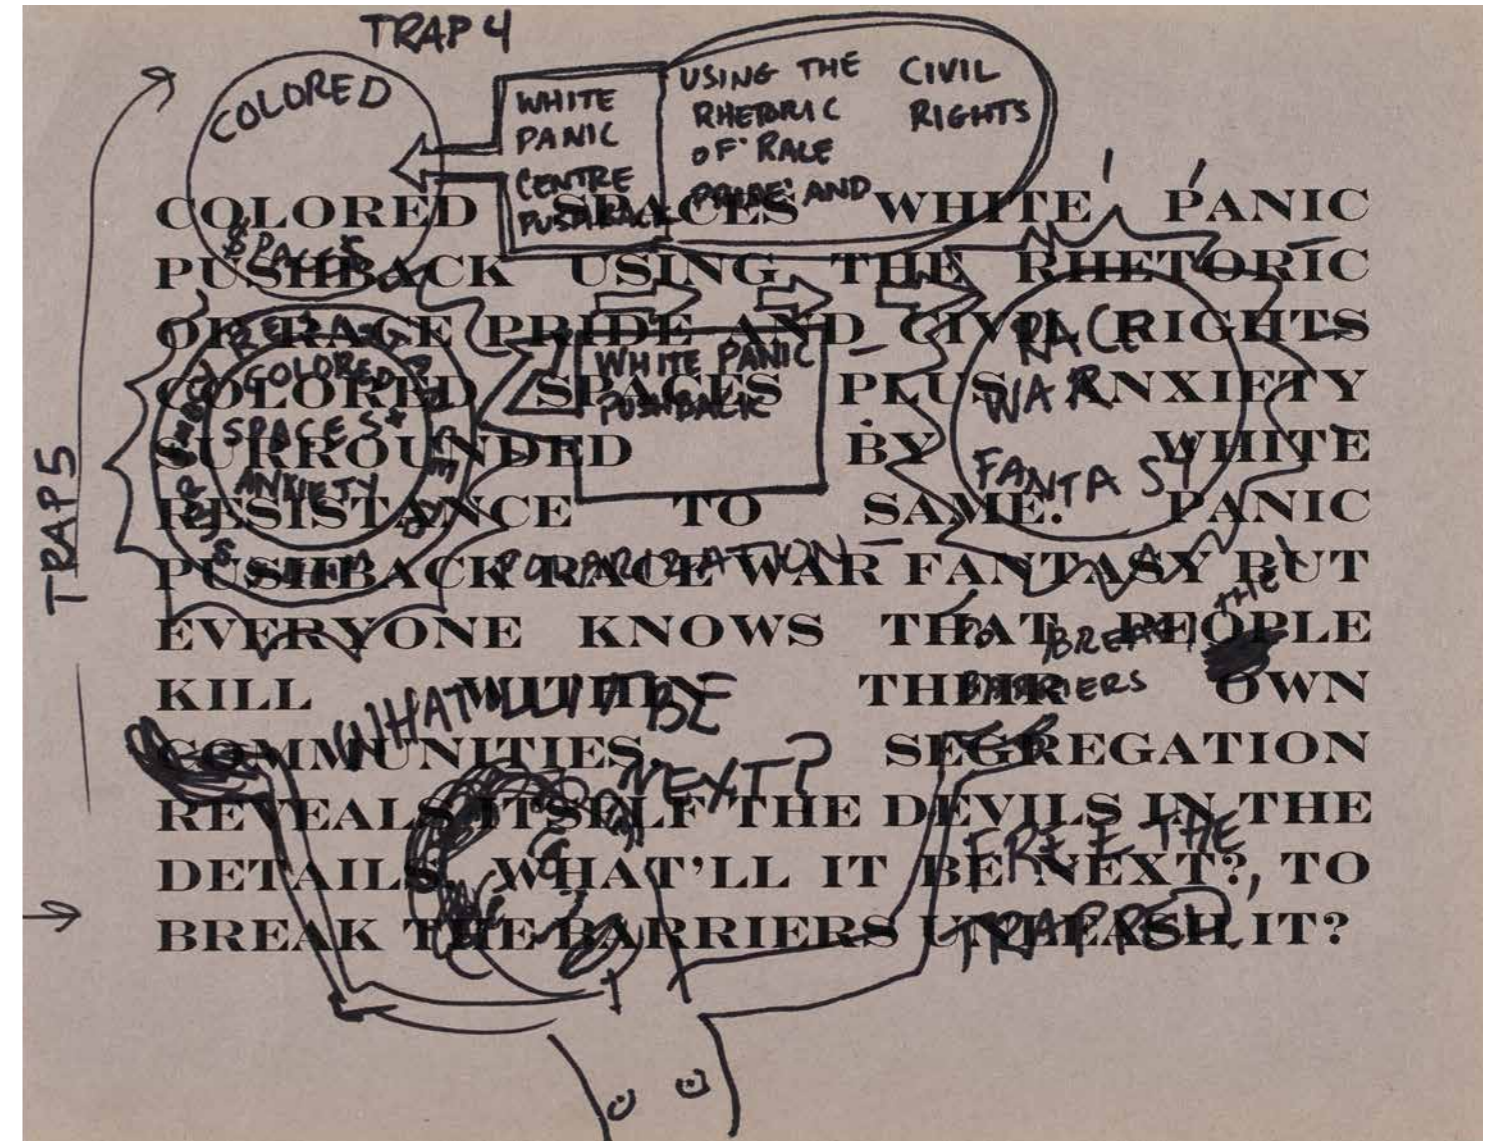 TRAP 4
COLORED
SPACES
WHITE
PANIC
CENTRE
PUSHBACK
USING THE CIVIL
RHETORIC RIGHTS
OF RACE
PRIDE AND
COLORED SPACES WHITE PANIC
PUSHBACK USING THE RHETORIC
OF RACE PRIDE AND CIVIL RIGHTS
COLORED SPACES PLUS ANXIETY
SURROUNDED BY WHITE
RESISTANCE TO SAME. PANIC
PUSHBACK RACE WAR FANTASY BUT
EVERYONE KNOWS THAT PEOPLE
KILL WITHIN THEIR OWN
COMMUNITIES. SEGREGATION
REVEALS ITSELF THE DEVILS IN THE
DETAILS. WHAT'LL IT BE NEXT?, TO
BREAK THE BARRIERS UNLEASH IT?
TRAP 5
COLORED
SPACES +
ANXIETY
WHITE PANIC
PUSHBACK
RACE
WAR
FANTASY
POLARIZATION
TO BREAK THE
BARRIERS
WHAT'LL IT BE
NEXT?
FREE THE
TRAPPED